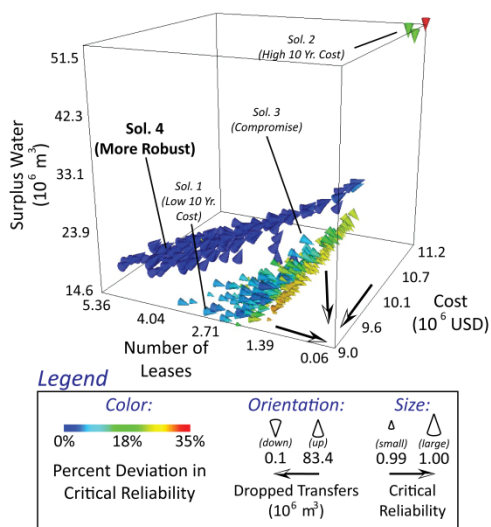 Sol. 2
(High 10 Yr. Cost)
51.5
42.3
33.1
23.9
14.6
Surplus Water
(10⁶ m³)
Sol. 4
(More Robust)
Sol. 3
(Compromise)
Sol. 1
(Low 10 Yr.
Cost)
5.36
4.04
2.71
1.39
0.06
Number of
Leases
9.0
9.6
10.1
10.7
11.2
Cost
(10⁶ USD)
Legend
Color:
0% 18% 35%
Percent Deviation in
Critical Reliability
Orientation:
(down) (up)
0.1 83.4
Dropped Transfers
(10⁶ m³)
Size:
(small) (large)
0.99 1.00
Critical
Reliability